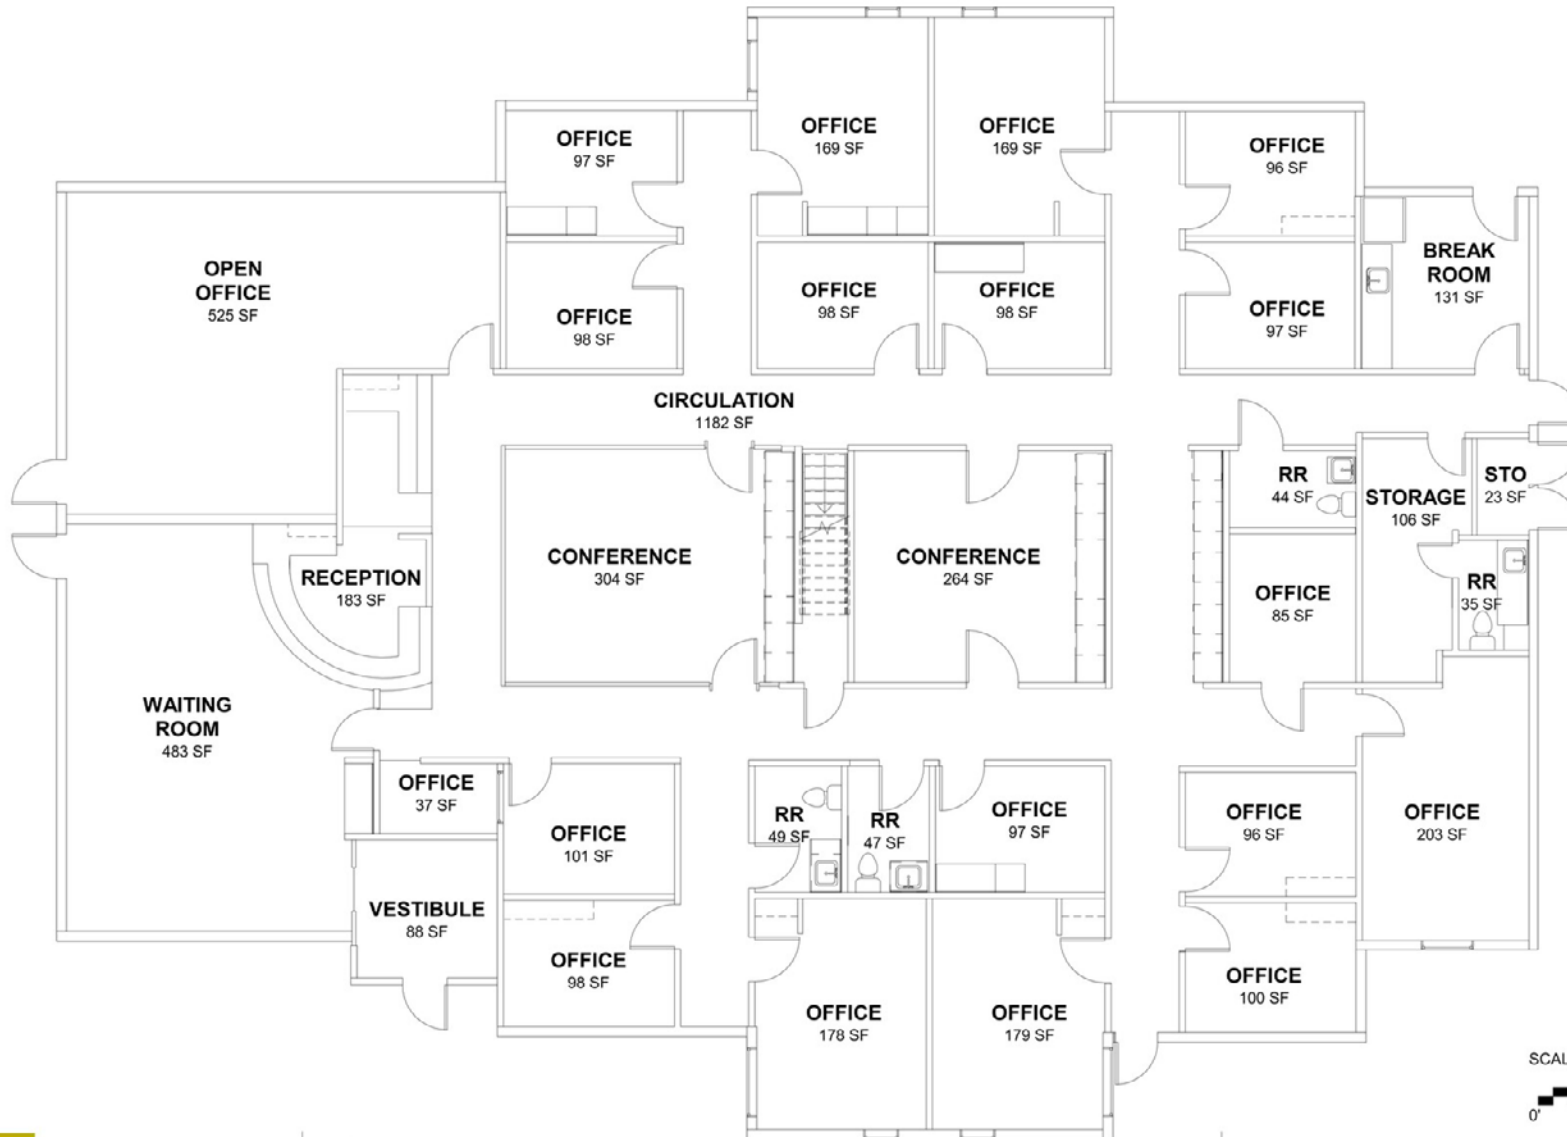 OFFICE
97 SF
OFFICE
169 SF
OFFICE
169 SF
OFFICE
96 SF
OPEN
OFFICE
525 SF
OFFICE
98 SF
OFFICE
98 SF
OFFICE
98 SF
OFFICE
97 SF
BREAK
ROOM
131 SF
CIRCULATION
1182 SF
RR
44 SF
STORAGE
106 SF
STO
23 SF
CONFERENCE
304 SF
CONFERENCE
264 SF
RECEPTION
183 SF
OFFICE
85 SF
RR
35 SF
WAITING
ROOM
483 SF
OFFICE
37 SF
OFFICE
101 SF
RR
49 SF
RR
47 SF
OFFICE
97 SF
OFFICE
96 SF
OFFICE
203 SF
VESTIBULE
88 SF
OFFICE
98 SF
OFFICE
178 SF
OFFICE
179 SF
OFFICE
100 SF
SCAL
0'